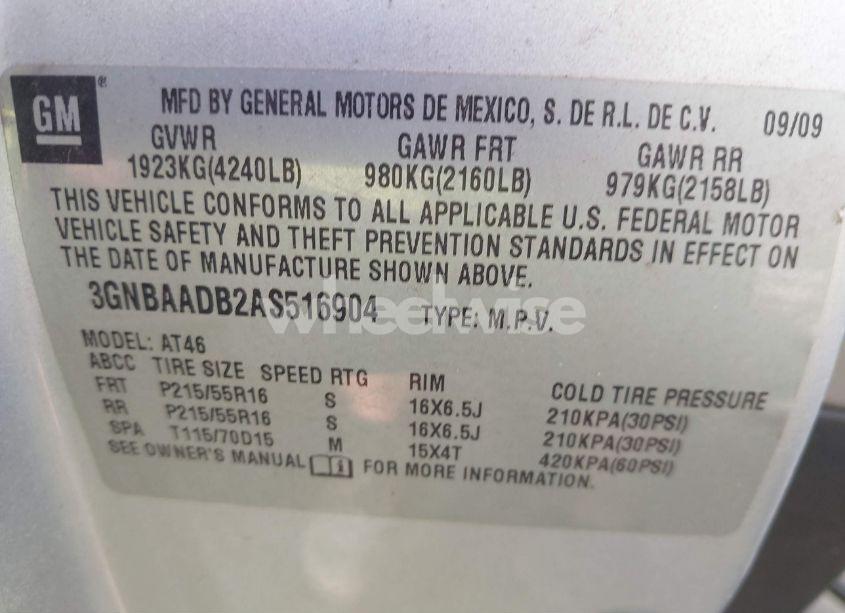 GM ® MFD BY GENERAL MOTORS DE MEXICO, S. DE R.L. DE C.V. 09/09
GVWR GAWR FRT GAWR RR
1923KG(4240LB) 980KG(2160LB) 979KG(2158LB)
THIS VEHICLE CONFORMS TO ALL APPLICABLE U.S. FEDERAL MOTOR
VEHICLE SAFETY AND THEFT PREVENTION STANDARDS IN EFFECT ON
THE DATE OF MANUFACTURE SHOWN ABOVE.
3GNBAADB2AS516904 TYPE: M.P.V.
wheelwise
MODEL: AT46
ABCC TIRE SIZE SPEED RTG RIM COLD TIRE PRESSURE
FRT P215/55R16 S 16X6.5J 210KPA(30PSI)
RR P215/55R16 S 16X6.5J 210KPA(30PSI)
SPA T115/70D15 M 15X4T 420KPA(60PSI)
SEE OWNER'S MANUAL i FOR MORE INFORMATION.